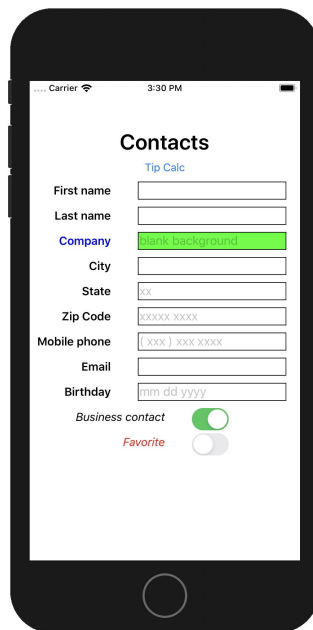 .... Carrier 3:30 PM
Contacts
Tip Calc
First name
Last name
Company blank background
City
State xx
Zip Code xxxxx xxxx
Mobile phone ( xxx ) xxx xxxx
Email
Birthday mm dd yyyy
Business contact
Favorite